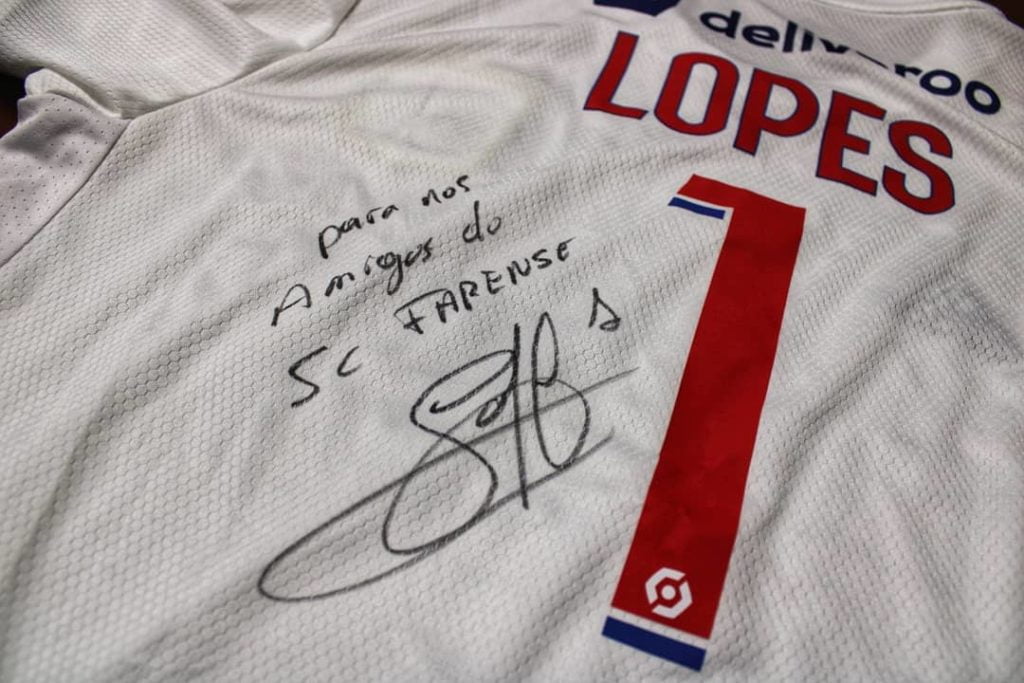 deliveroo
LOPES
1
para nos
Amigos do
SC FARENSE